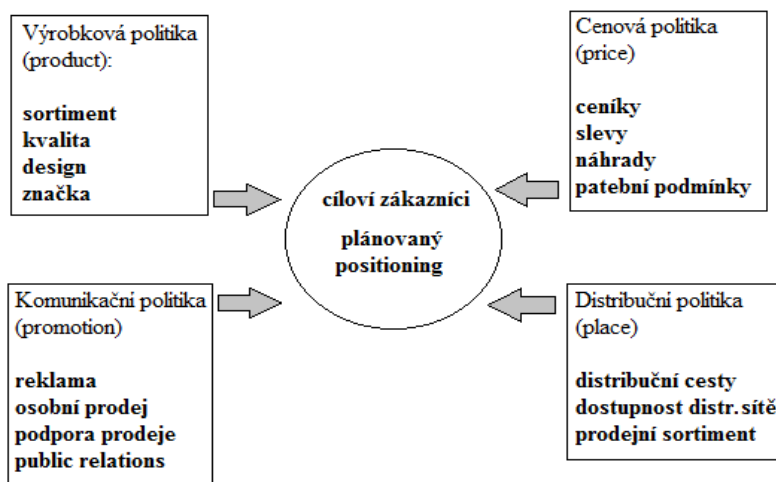 Výrobková politika
(product):
sortiment
kvalita
design
značka
Cenová politika
(price)
ceníky
slevy
náhrady
patební podmínky
cíloví zákazníci
plánovaný
positioning
Komunikační politika
(promotion)
reklama
osobní prodej
podpora prodeje
public relations
Distribuční politika
(place)
distribuční cesty
dostupnost distr. sítě
prodejní sortiment